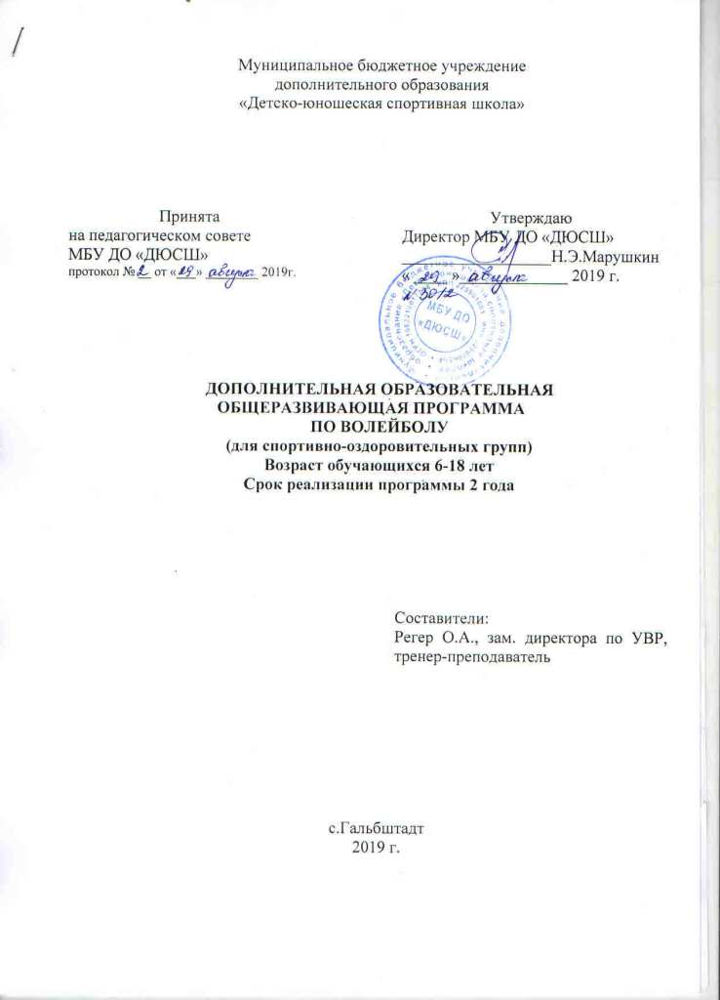 Муниципальное бюджетное учреждение
дополнительного образования
«Детско-юношеская спортивная школа»
Принята
на педагогическом совете
МБУ ДО «ДЮСШ»
протокол №2 от «29» августа 2019г.
Утверждаю
Директор МБУ ДО «ДЮСШ»
Н.Э.Марушкин
«29» августа 2019 г.
МБУ ДО
«ДЮСШ»
ДОПОЛНИТЕЛЬНАЯ ОБРАЗОВАТЕЛЬНАЯ
ОБЩЕРАЗВИВАЮЩАЯ ПРОГРАММА
ПО ВОЛЕЙБОЛУ
(для спортивно-оздоровительных групп)
Возраст обучающихся 6-18 лет
Срок реализации программы 2 года
Составители:
Регер О.А., зам. директора по УВР,
тренер-преподаватель
с.Гальбштадт
2019 г.